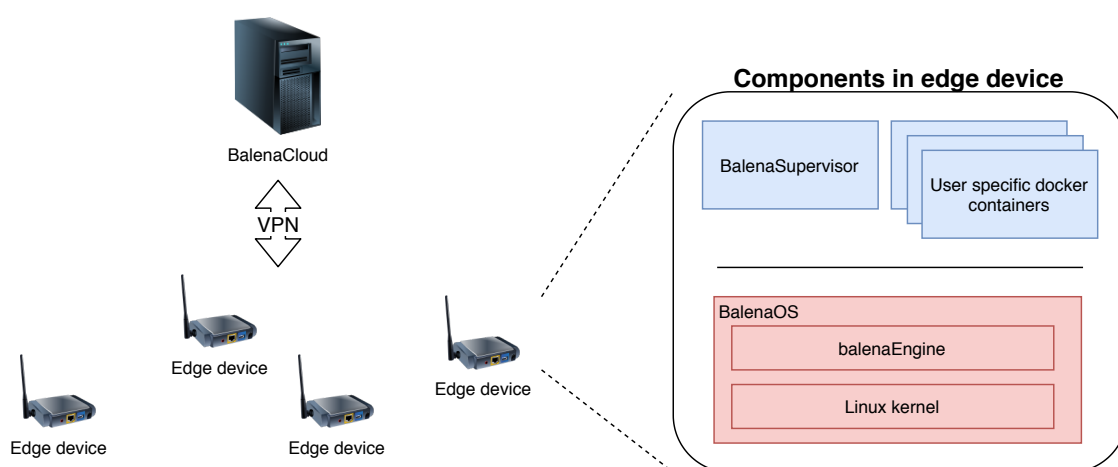 Components in edge device
BalenaCloud
BalenaSupervisor
User specific docker
containers
VPN
BalenaOS
balenaEngine
Linux kernel
Edge device
Edge device
Edge device
Edge device